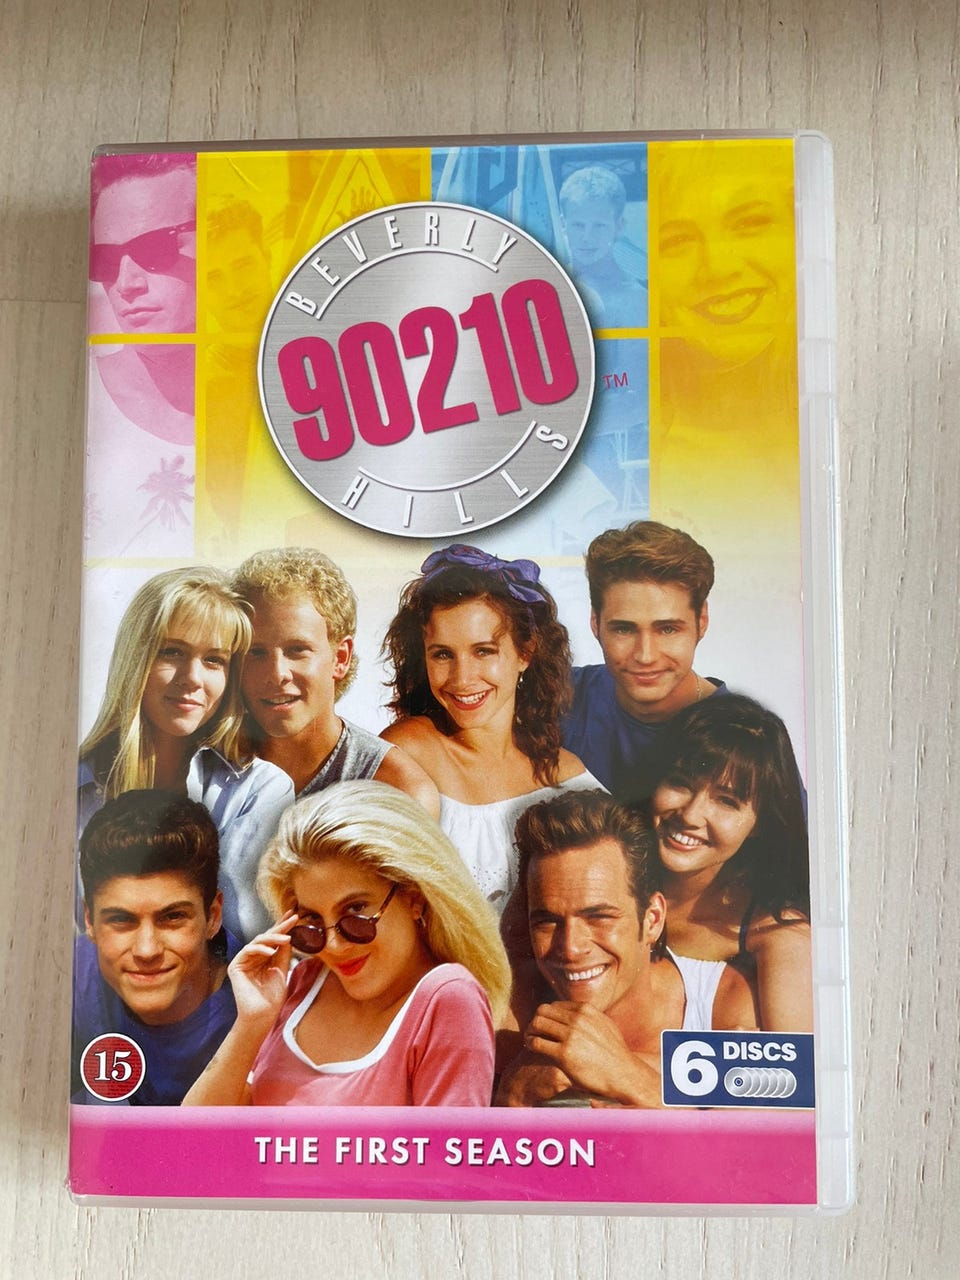 BEVERLY
90210
TM
HILLS
15
6 DISCS
THE FIRST SEASON